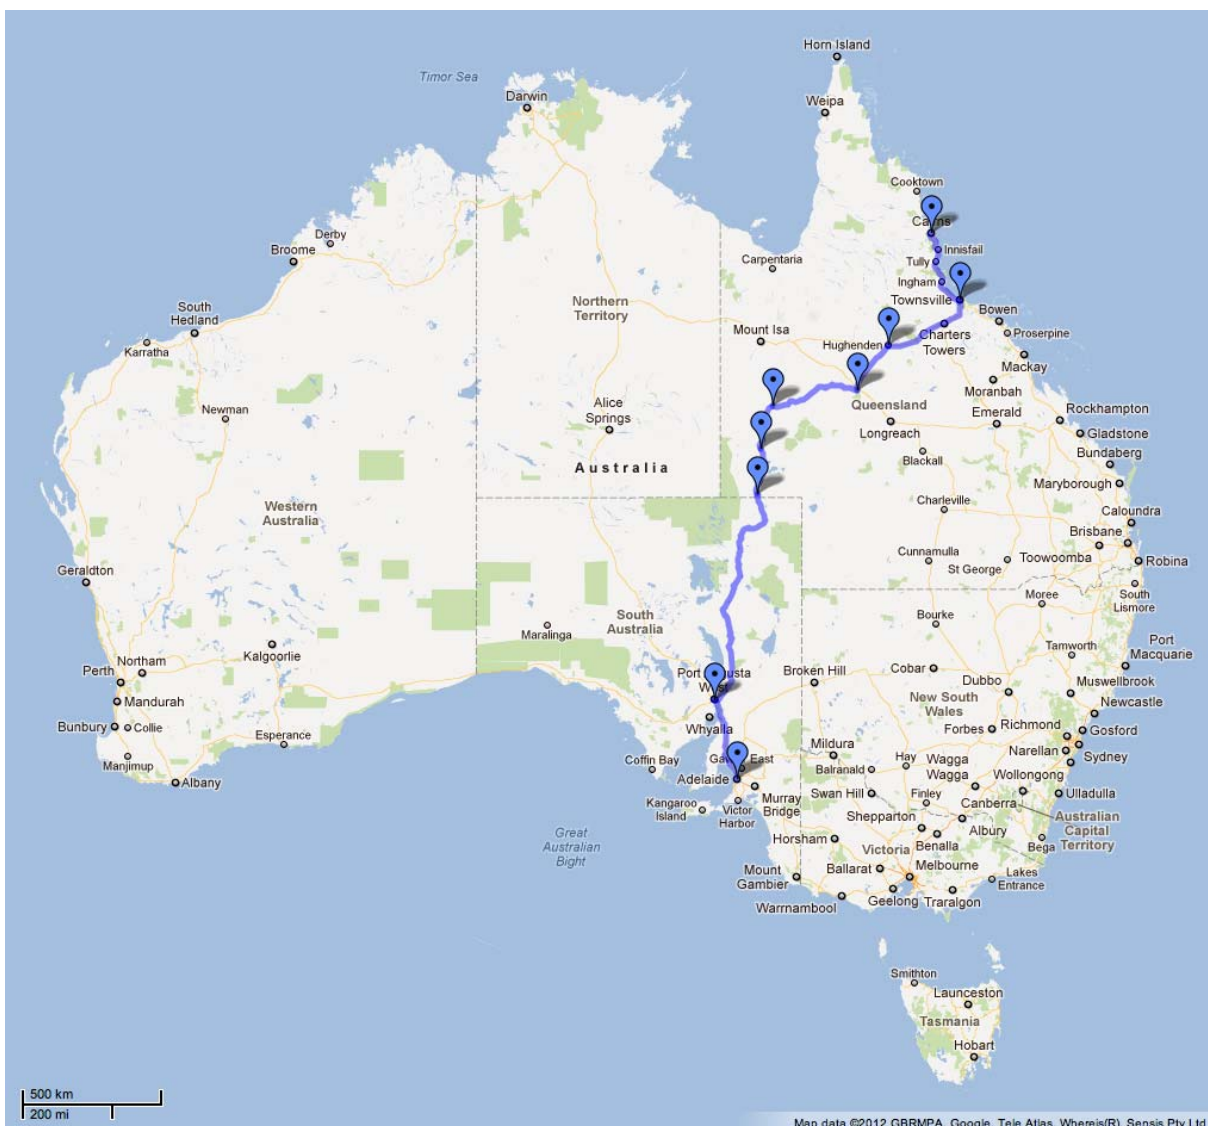 Horn Island
Timor Sea
Darwin
Weipa
Cooktown
Cairns
Derby
Broome
Innisfail
Tully
Carpentaria
Ingham
South
Hedland
Northern
Territory
Townsville
Bowen
Karratha
Mount Isa
Hughenden
Charters
Towers
Proserpine
Mackay
Moranbah
Newman
Alice
Springs
Queensland
Emerald
Rockhampton
Longreach
Gladstone
Australia
Blackall
Bundaberg
Maryborough
Western
Australia
Charleville
Caloundra
Brisbane
Cunnamulla
Toowoomba
Robina
St George
Geraldton
South
Australia
Maralinga
Moree
South
Lismore
Bourke
Kalgoorlie
Tamworth
Port
Macquarie
Perth
Northam
Port Augusta
West
Broken Hill
Cobar
Dubbo
Muswellbrook
Mandurah
New South
Wales
Newcastle
Bunbury
Collie
Esperance
Whyalla
Forbes
Richmond
Gosford
Manjimup
Albany
Coffin Bay
Gawler East
Adelaide
Mildura
Balranald
Hay
Wagga
Wagga
Narellan
Sydney
Wollongong
Kangaroo
Island
Victor
Harbor
Murray
Bridge
Swan Hill
Finley
Canberra
Ulladulla
Great
Australian
Bight
Shepparton
Albury
Australian
Capital
Territory
Horsham
Victoria
Benalla
Bega
Mount
Gambier
Ballarat
Melbourne
Lakes
Entrance
Warrnambool
Geelong
Traralgon
Smithton
Launceston
Tasmania
Hobart
500 km
200 mi
Map data ©2012 GBRMPA, Google, Tele Atlas, Whereis(R), Sensis Pty Ltd